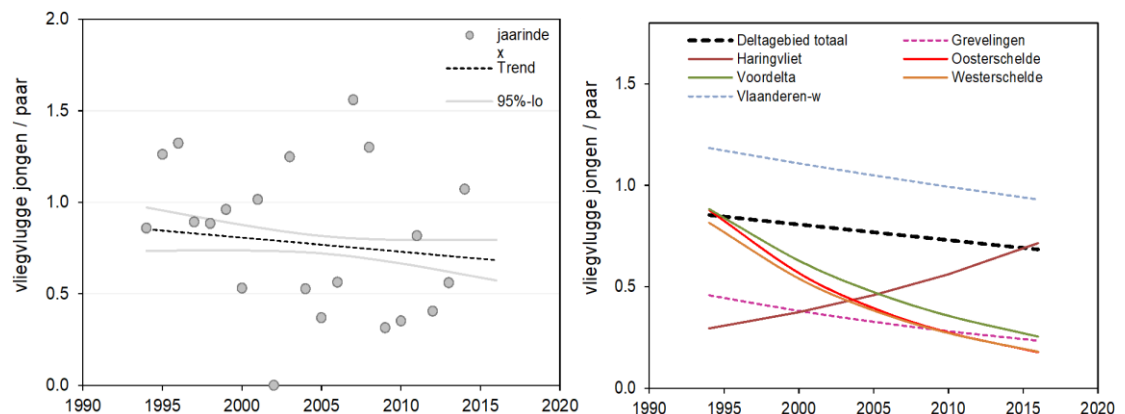 vliegvlugge jongen / paar
2.0
1.5
1.0
0.5
0.0
jaarinde
x
Trend
95%-lo
1990 1995 2000 2005 2010 2015 2020
vliegvlugge jongen / paar
1.5
1.0
0.5
0.0
Deltagebied totaal Grevelingen
Haringvliet Oosterschelde
Voordelta Westerschelde
Vlaanderen-w
1990 1995 2000 2005 2010 2015 2020